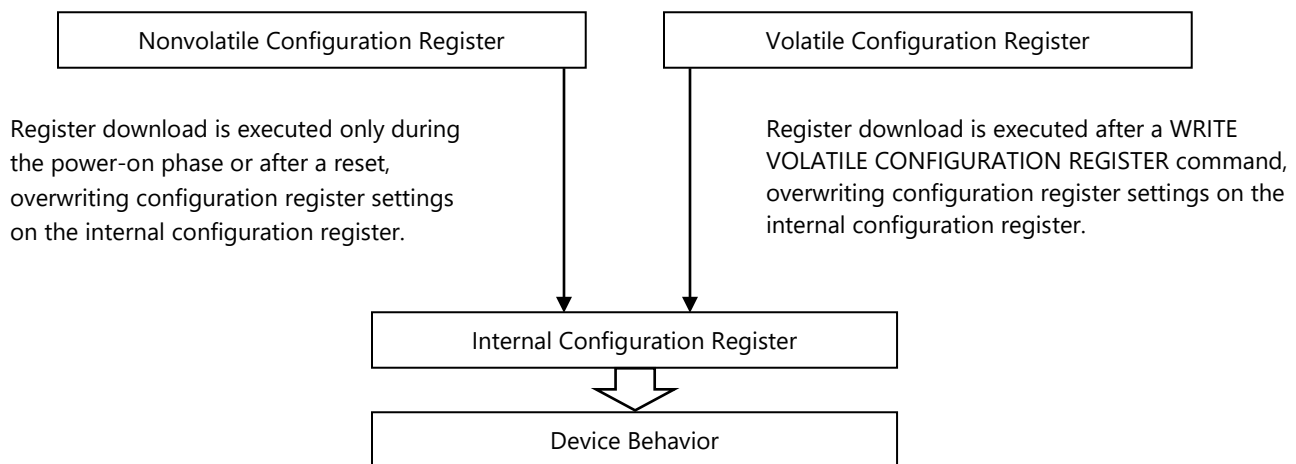 Nonvolatile Configuration Register
Volatile Configuration Register
Register download is executed only during
the power-on phase or after a reset,
overwriting configuration register settings
on the internal configuration register.
Register download is executed after a WRITE
VOLATILE CONFIGURATION REGISTER command,
overwriting configuration register settings on the
internal configuration register.
Internal Configuration Register
Device Behavior